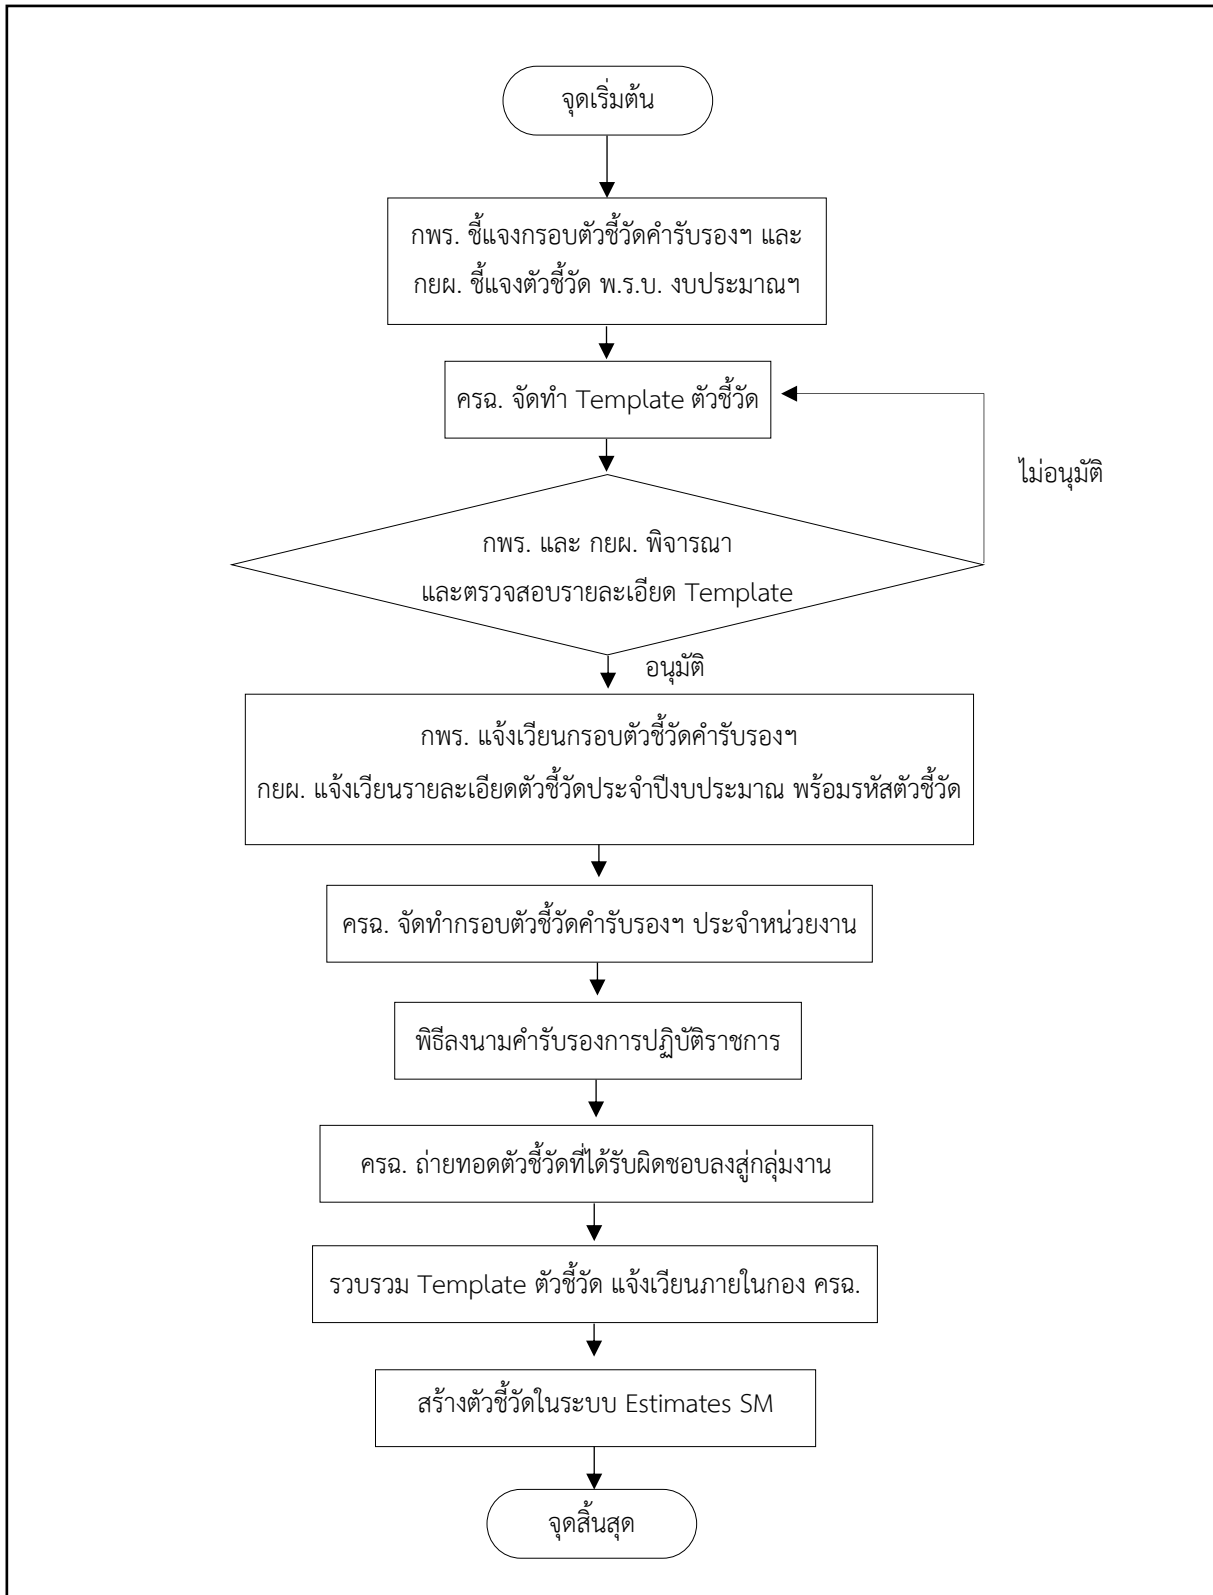 จุดเริ่มต้น
กพร. ชี้แจงกรอบตัวชี้วัดคำรับรองฯ และ
กยผ. ชี้แจงตัวชี้วัด พ.ร.บ. งบประมาณฯ
ครฉ. จัดทำ Template ตัวชี้วัด
ไม่อนุมัติ
กพร. และ กยผ. พิจารณา
และตรวจสอบรายละเอียด Template
อนุมัติ
กพร. แจ้งเวียนกรอบตัวชี้วัดคำรับรองฯ
กยผ. แจ้งเวียนรายละเอียดตัวชี้วัดประจำปีงบประมาณ พร้อมรหัสตัวชี้วัด
ครฉ. จัดทำกรอบตัวชี้วัดคำรับรองฯ ประจำหน่วยงาน
พิธีลงนามคำรับรองการปฏิบัติราชการ
ครฉ. ถ่ายทอดตัวชี้วัดที่ได้รับผิดชอบลงสู่กลุ่มงาน
รวบรวม Template ตัวชี้วัด แจ้งเวียนภายในกอง ครฉ.
สร้างตัวชี้วัดในระบบ Estimates SM
จุดสิ้นสุด